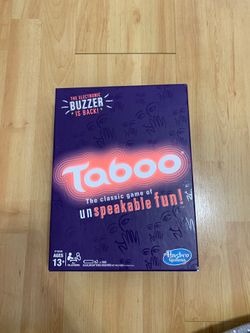 THE ELECTRONIC
BUZZER
IS BACK!
Taboo
The classic game of
unspeakable fun!
AGES
13+
Hasbro
Gaming